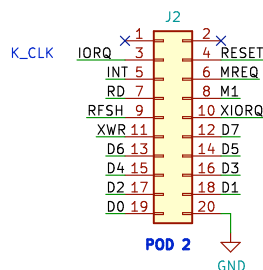 J2
1 2
K_CLK IORQ 3 4 RESET
INT 5 6 MREQ
RD 7 8 M1
RFSH 9 10 XIORQ
XWR 11 12 D7
D6 13 14 D5
D4 15 16 D3
D2 17 18 D1
D0 19 20
POD 2
GND